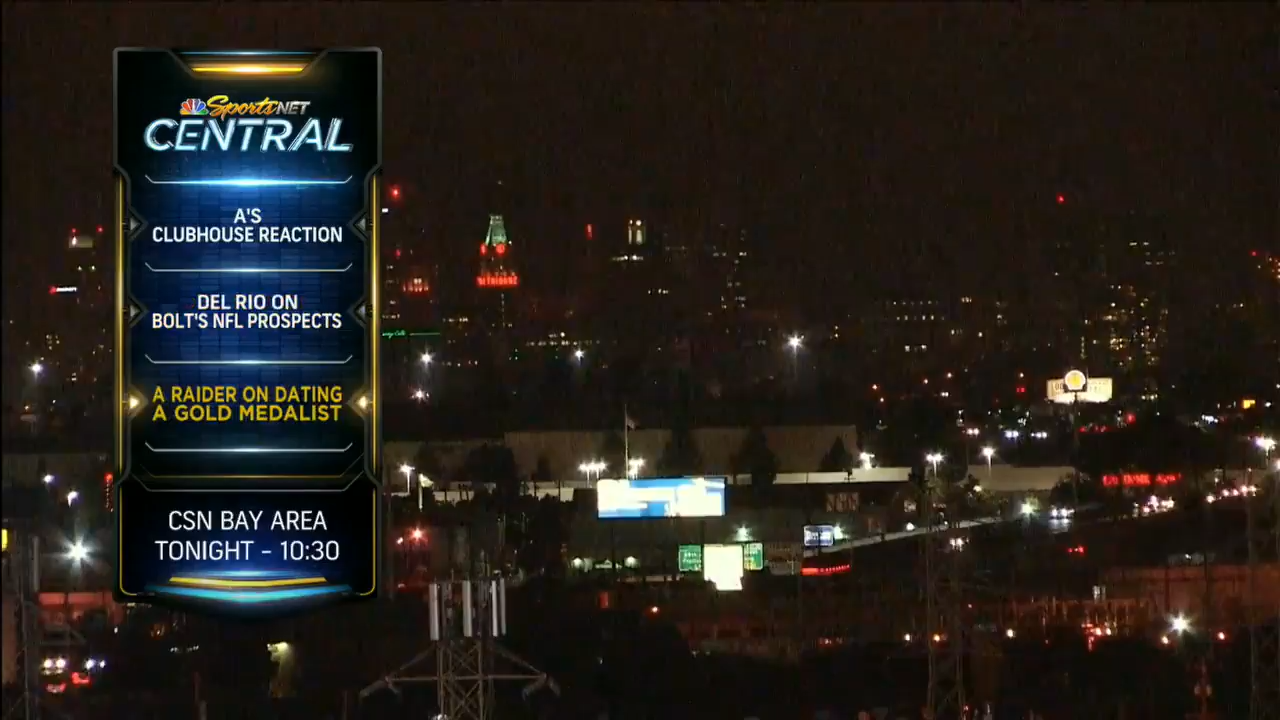 SportsNET
CENTRAL
A'S
CLUBHOUSE REACTION
DEL RIO ON
BOLT'S NFL PROSPECTS
A RAIDER ON DATING
A GOLD MEDALIST
CSN BAY AREA
TONIGHT - 10:30